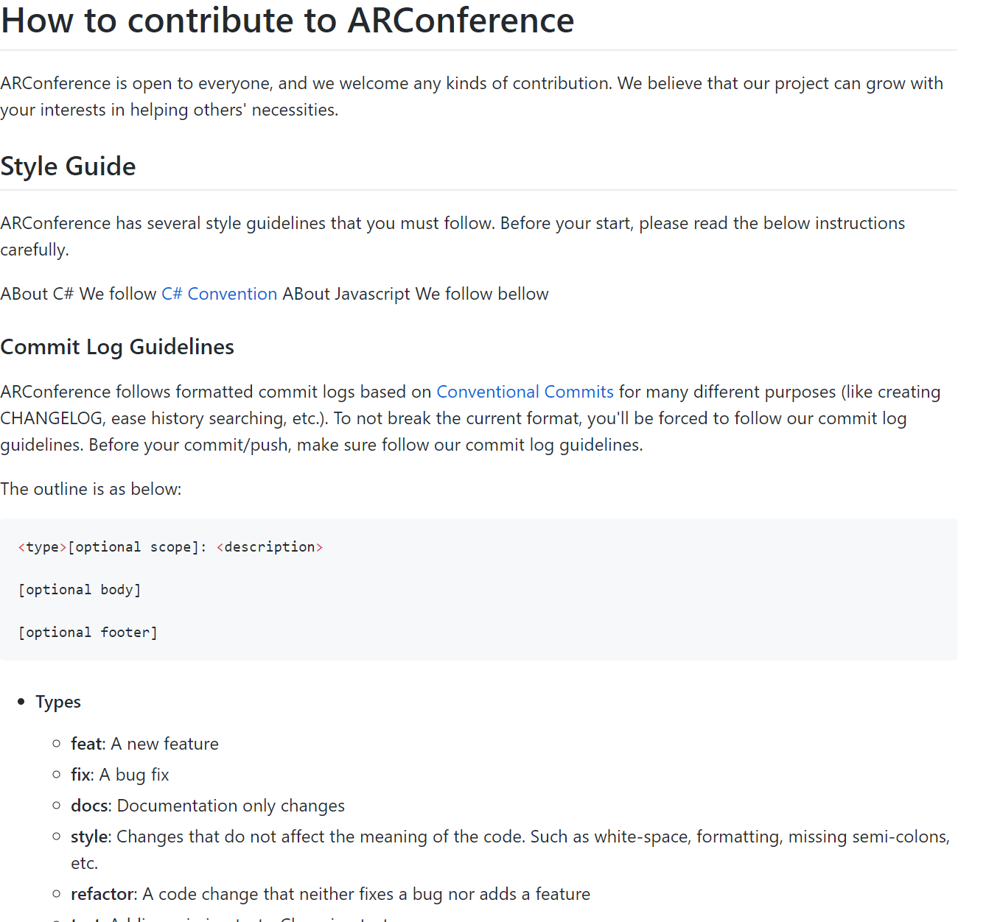 How to contribute to ARConference
ARConference is open to everyone, and we welcome any kinds of contribution. We believe that our project can grow with
your interests in helping others' necessities.
Style Guide
ARConference has several style guidelines that you must follow. Before your start, please read the below instructions
carefully.
ABout C# We follow C# Convention ABout Javascript We follow bellow
Commit Log Guidelines
ARConference follows formatted commit logs based on Conventional Commits for many different purposes (like creating
CHANGELOG, ease history searching, etc.). To not break the current format, you'll be forced to follow our commit log
guidelines. Before your commit/push, make sure follow our commit log guidelines.
The outline is as below:
<type>[optional scope]: <description>
[optional body]
[optional footer]
Types
feat: A new feature
fix: A bug fix
docs: Documentation only changes
style: Changes that do not affect the meaning of the code. Such as white-space, formatting, missing semi-colons,
etc.
refactor: A code change that neither fixes a bug nor adds a feature